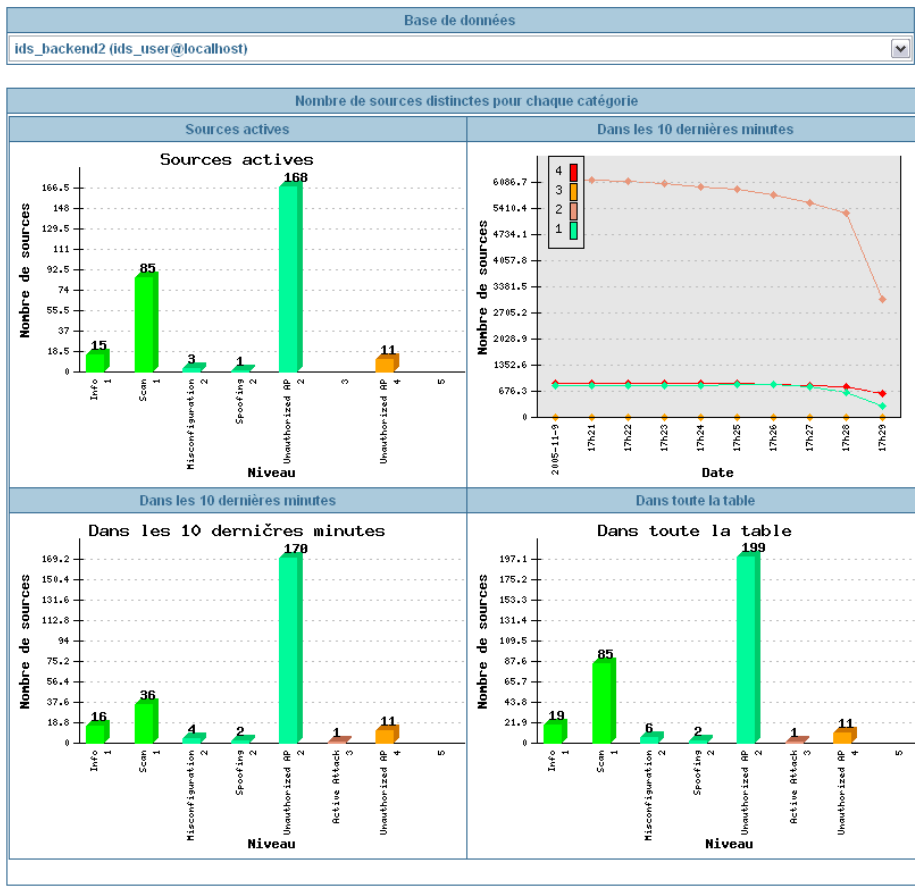 Base de données
ids_backend2 (ids_user@localhost)
Nombre de sources distinctes pour chaque catégorie
Sources actives
Dans les 10 dernières minutes
Sources actives
Nombre de sources
166.5
148
129.5
111
92.5
74
55.5
37
18.5
0
15
85
3
1
168
11
Info 1
Scan 1
Misconfiguration 2
Spoofing 2
Unauthorized AP 2
3
Unauthorized AP 4
5
Niveau
4
3
2
1
Nombre de sources
6086.7
5410.4
4734.1
4057.8
3381.5
2705.2
2028.9
1352.6
676.3
0
2005-11-9
17h21
17h22
17h23
17h24
17h25
17h26
17h27
17h28
17h29
Date
Dans les 10 dernières minutes
Dans toute la table
Dans les 10 derničres minutes
Nombre de sources
169.2
150.4
131.6
112.8
94
75.2
56.4
37.6
18.8
0
16
36
4
2
170
1
11
Info 1
Scan 1
Misconfiguration 2
Spoofing 2
Unauthorized AP 2
Active Attack 3
Unauthorized AP 4
5
Niveau
Dans toute la table
Nombre de sources
197.1
175.2
153.3
131.4
109.5
87.6
65.7
43.8
21.9
0
19
85
6
2
199
1
11
Info 1
Scan 1
Misconfiguration 2
Spoofing 2
Unauthorized AP 2
Active Attack 3
Unauthorized AP 4
5
Niveau